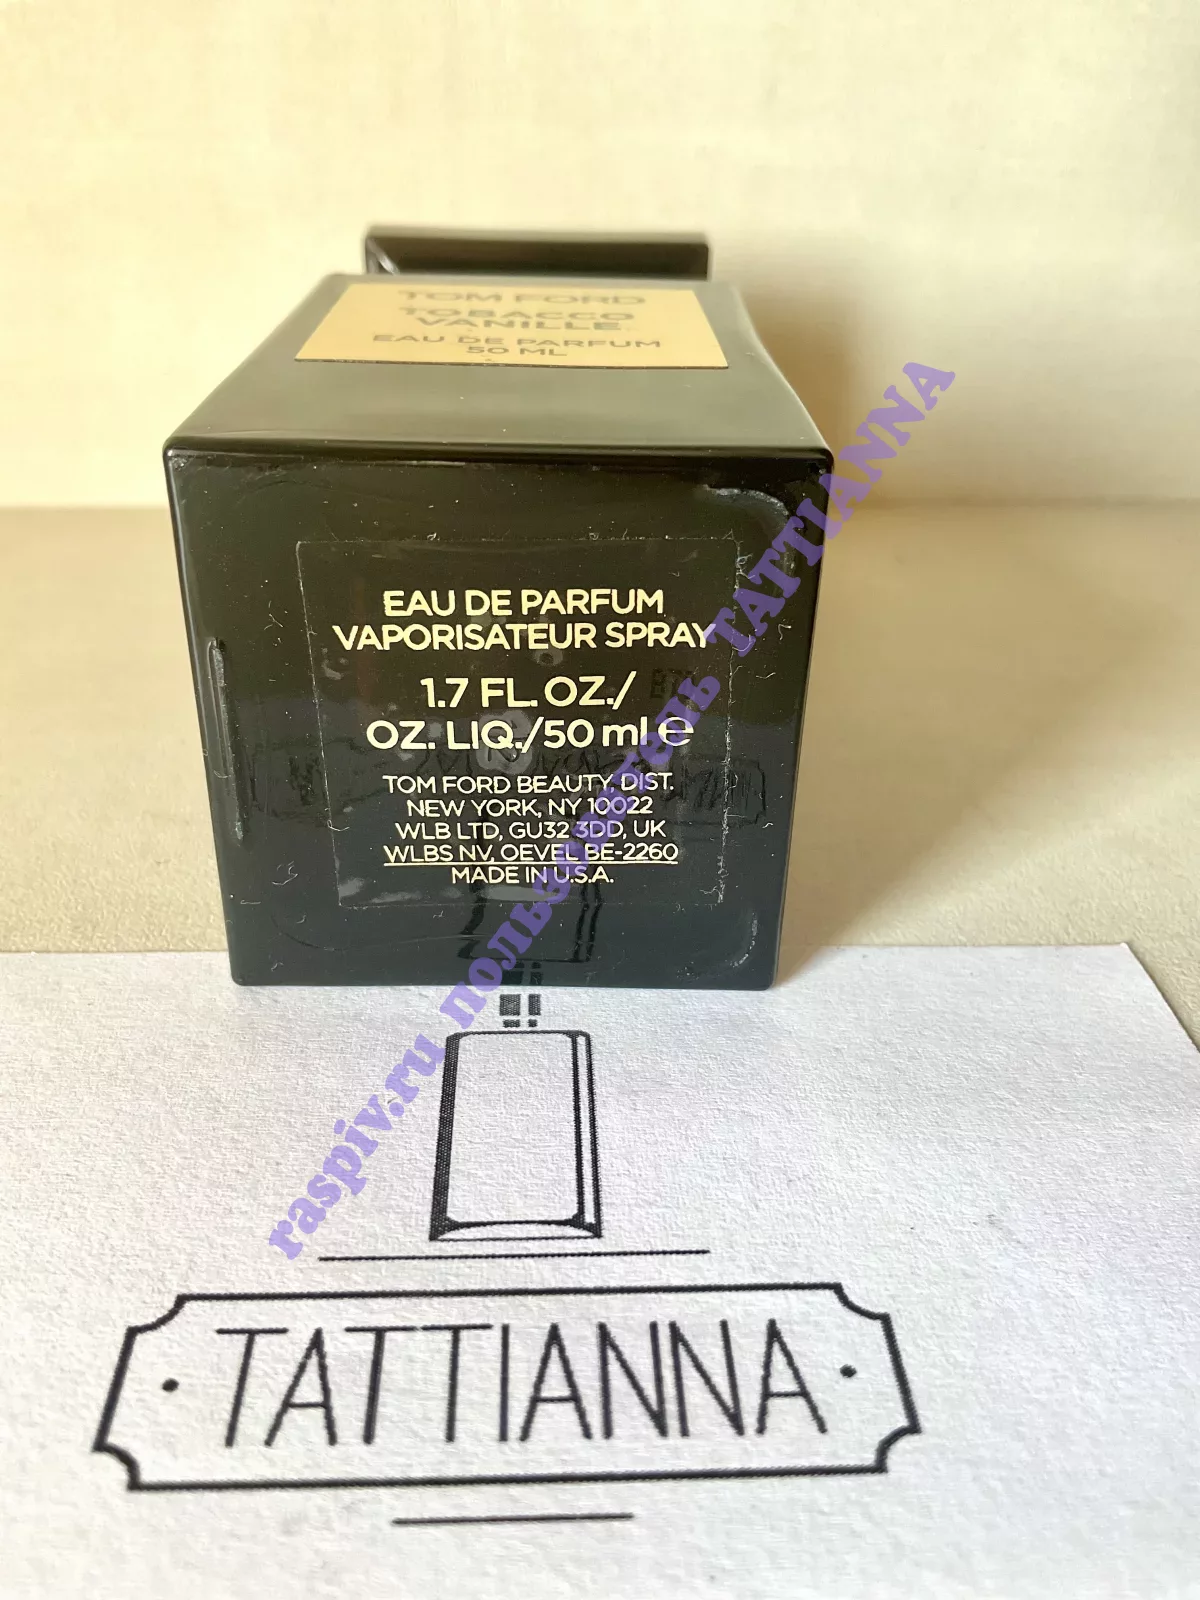 TOM FORD
TOBACCO
VANILLE
EAU DE PARFUM
50 ML
EAU DE PARFUM
VAPORISATEUR SPRAY
1.7 FL. OZ./
OZ. LIQ./50 ml ℮
TOM FORD BEAUTY, DIST.
NEW YORK, NY 10022
WLB LTD, GU32 3DD, UK
WLBS NV, OEVEL BE-2260
MADE IN U.S.A.
raspiv.ru пользователь TATTIANNA
TATTIANNA